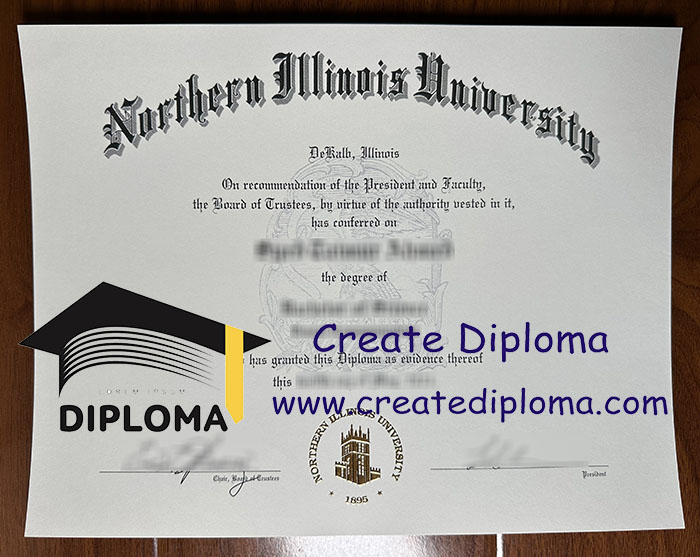 Northern Illinois University
DeKalb, Illinois
On recommendation of the President and Faculty,
the Board of Trustees, by virtue of the authority vested in it,
has conferred on
the degree of
Create Diploma
has granted this Diploma as evidence thereof
this
LOREM IPSUM
DIPLOMA
www.creatediploma.com
NORTHERN ILLINOIS UNIVERSITY
1895
Chair, Board of Trustees
President